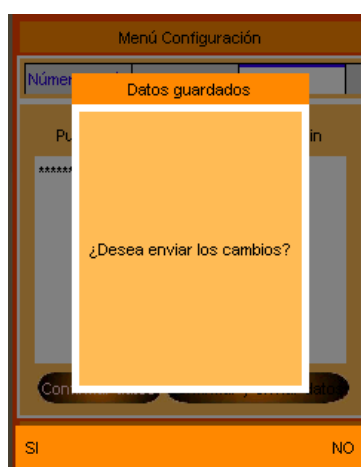 Menú Configuración
Datos guardados
******
¿Desea enviar los cambios?
SI
NO